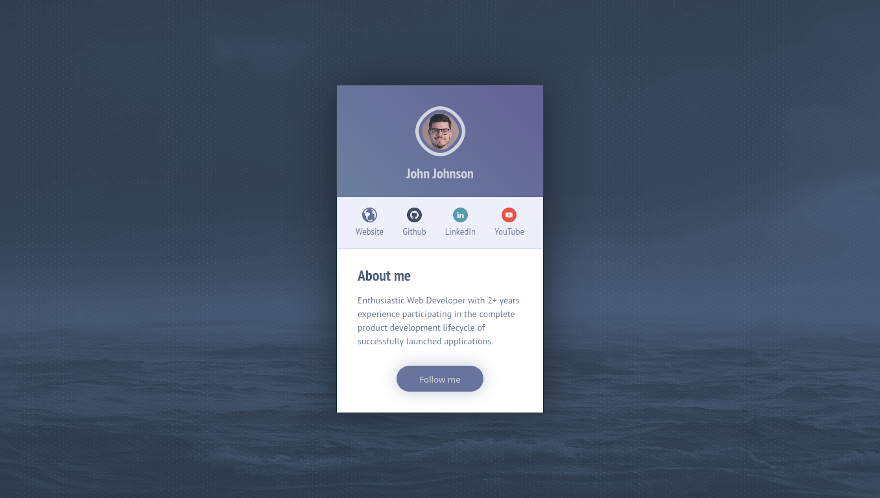 John Johnson
Website Github LinkedIn YouTube
About me
Enthusiastic Web Developer with 2+ years
experience participating in the complete
product development lifecycle of
successfully launched applications.
Follow me